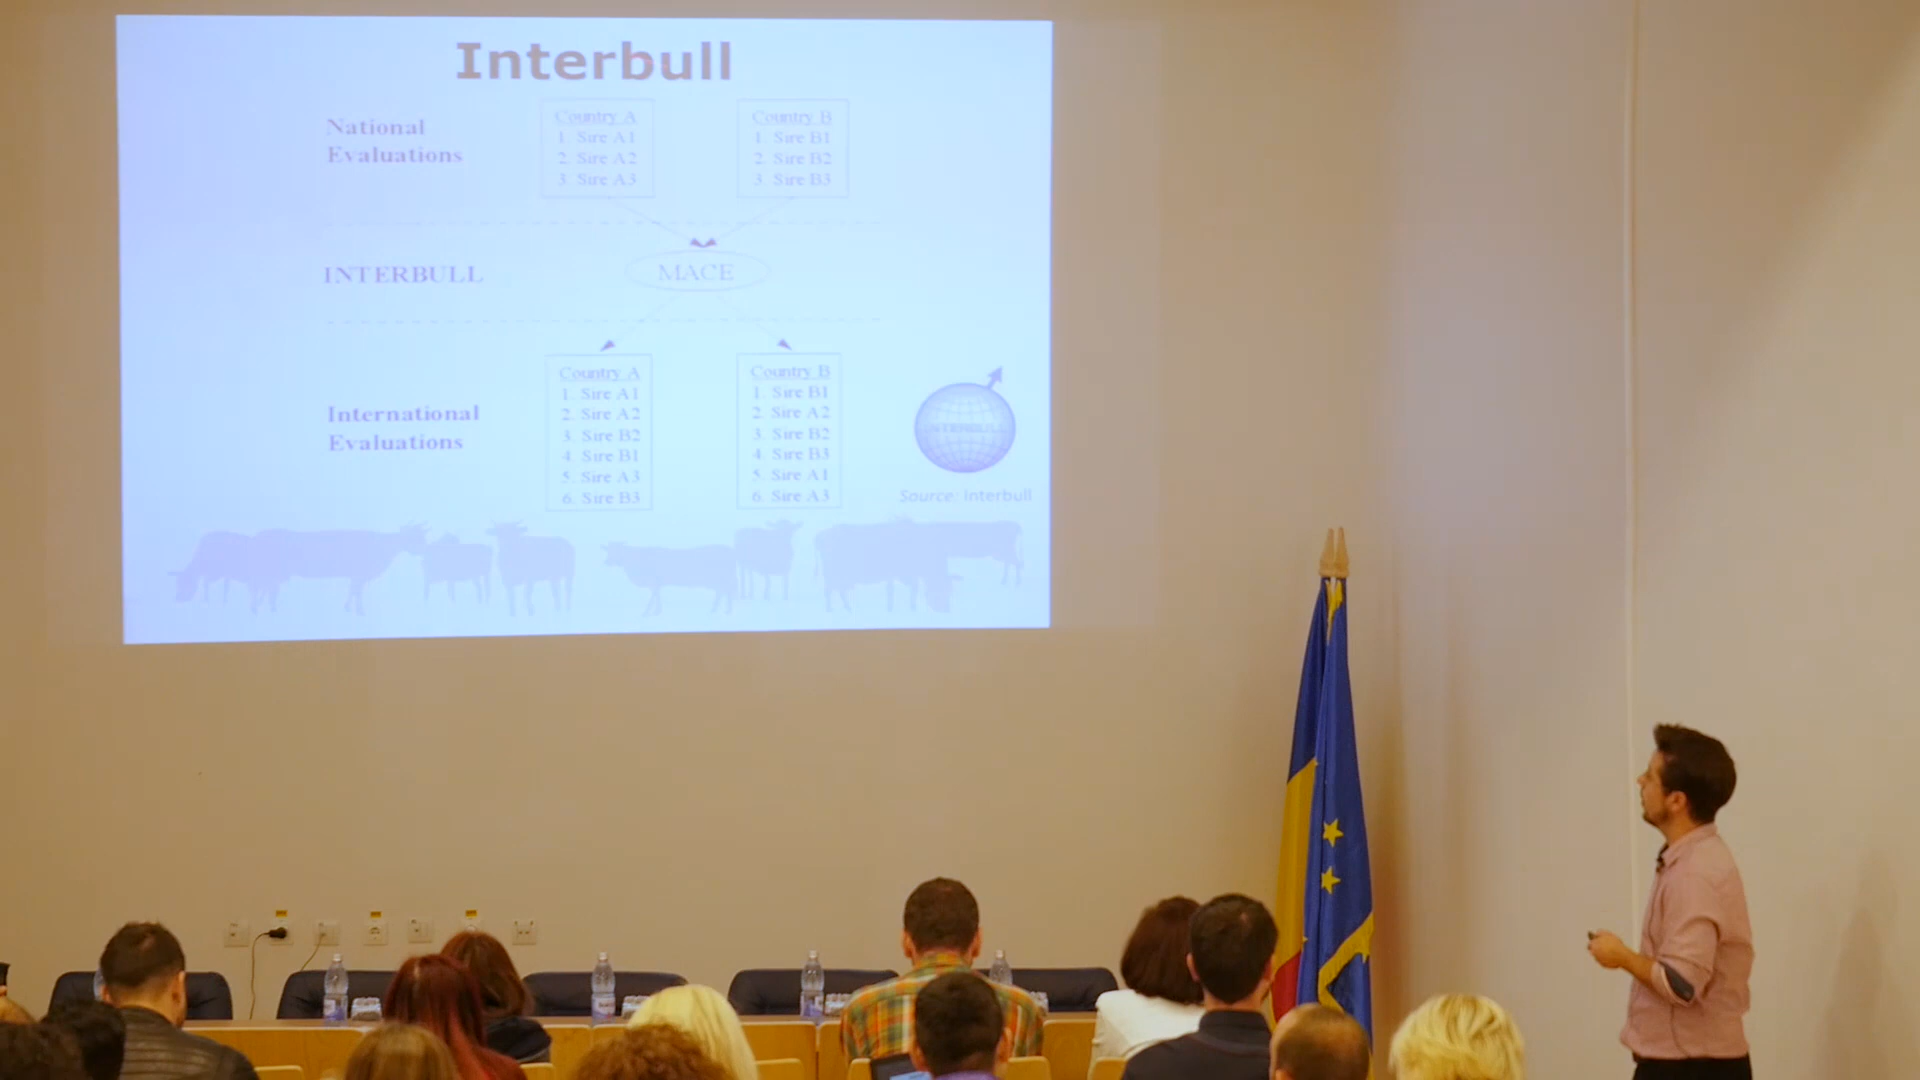 Interbull
National
Evaluations
Country A
1. Sire A1
2. Sire A2
3. Sire A3
Country B
1. Sire B1
2. Sire B2
3. Sire B3
INTERBULL
MACE
International
Evaluations
Country A
1. Sire A1
2. Sire A2
3. Sire B2
4. Sire B1
5. Sire A3
6. Sire B3
Country B
1. Sire B1
2. Sire A2
3. Sire B2
4. Sire B3
5. Sire A1
6. Sire A3
INTERBULL
Source: Interbull